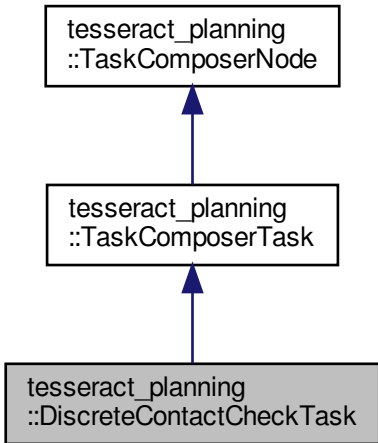 tesseract_planning
::TaskComposerNode
tesseract_planning
::TaskComposerTask
tesseract_planning
::DiscreteContactCheckTask